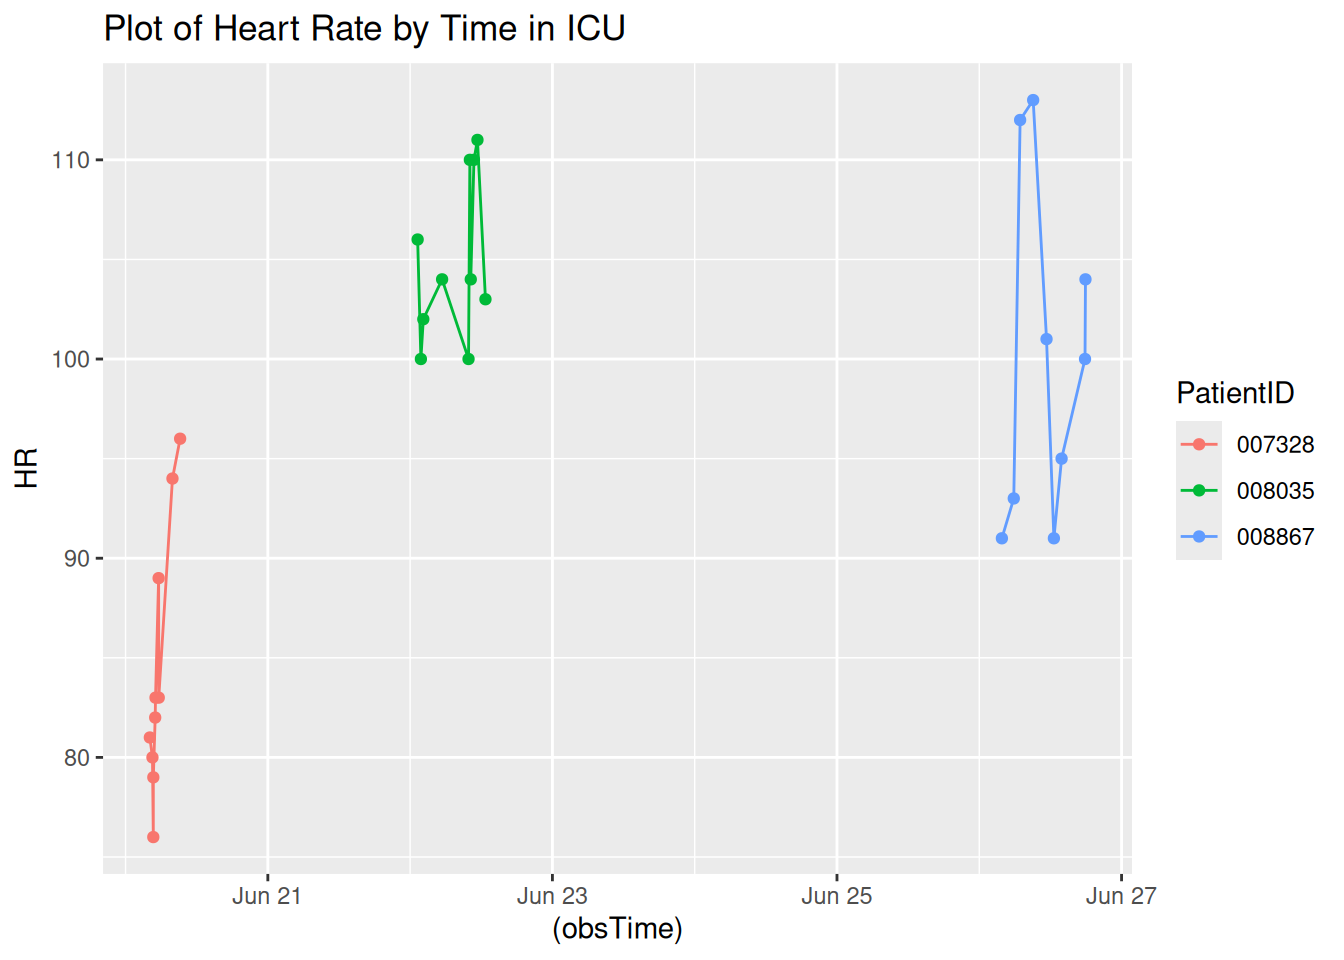 Plot of Heart Rate by Time in ICU
110
100
90
80
HR
Jun 21
Jun 23
Jun 25
Jun 27
(obsTime)
PatientID
007328
008035
008867